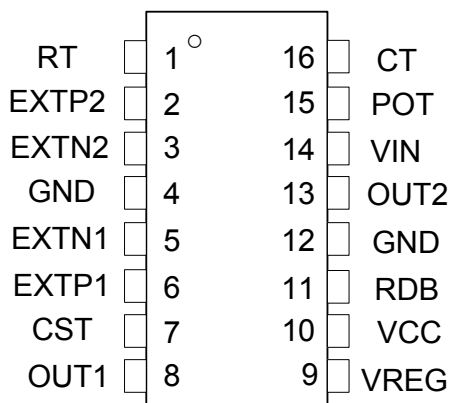 RT 1 16 CT
EXTP2 2 15 POT
EXTN2 3 14 VIN
GND 4 13 OUT2
EXTN1 5 12 GND
EXTP1 6 11 RDB
CST 7 10 VCC
OUT1 8 9 VREG